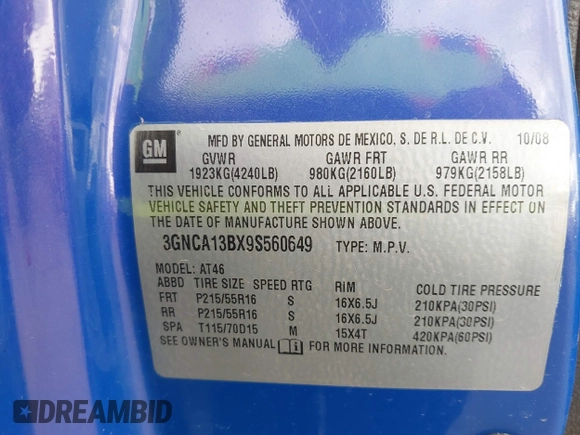 GM
MFD BY GENERAL MOTORS DE MEXICO, S. DE R.L. DE C.V. 10/08
GVWR GAWR FRT GAWR RR
1923KG(4240LB) 980KG(2160LB) 979KG(2158LB)
THIS VEHICLE CONFORMS TO ALL APPLICABLE U.S. FEDERAL MOTOR
VEHICLE SAFETY AND THEFT PREVENTION STANDARDS IN EFFECT ON
THE DATE OF MANUFACTURE SHOWN ABOVE.
3GNCA13BX9S560649 TYPE: M.P.V.
MODEL: AT46
ABBD TIRE SIZE SPEED RTG RIM COLD TIRE PRESSURE
FRT P215/55R16 S 16X6.5J 210KPA(30PSI)
RR P215/55R16 S 16X6.5J 210KPA(30PSI)
SPA T115/70D15 M 15X4T 420KPA(60PSI)
SEE OWNER'S MANUAL FOR MORE INFORMATION.
DREAMBID